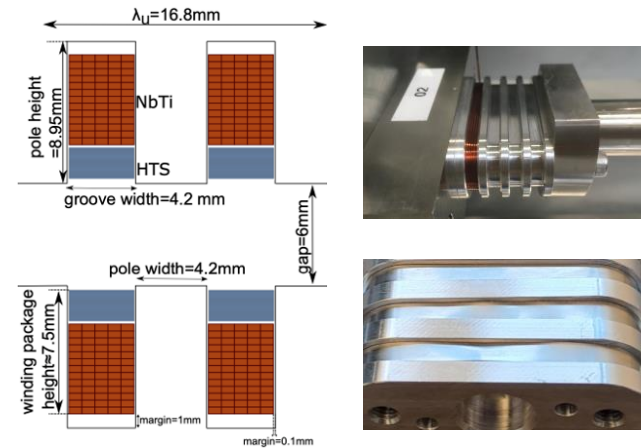 λu=16.8mm
pole height
=8.95mm
NbTi
HTS
groove width=4.2 mm
gap=6mm
pole width=4.2mm
winding package
height≈7.5mm
margin=1mm
margin=0.1mm
02